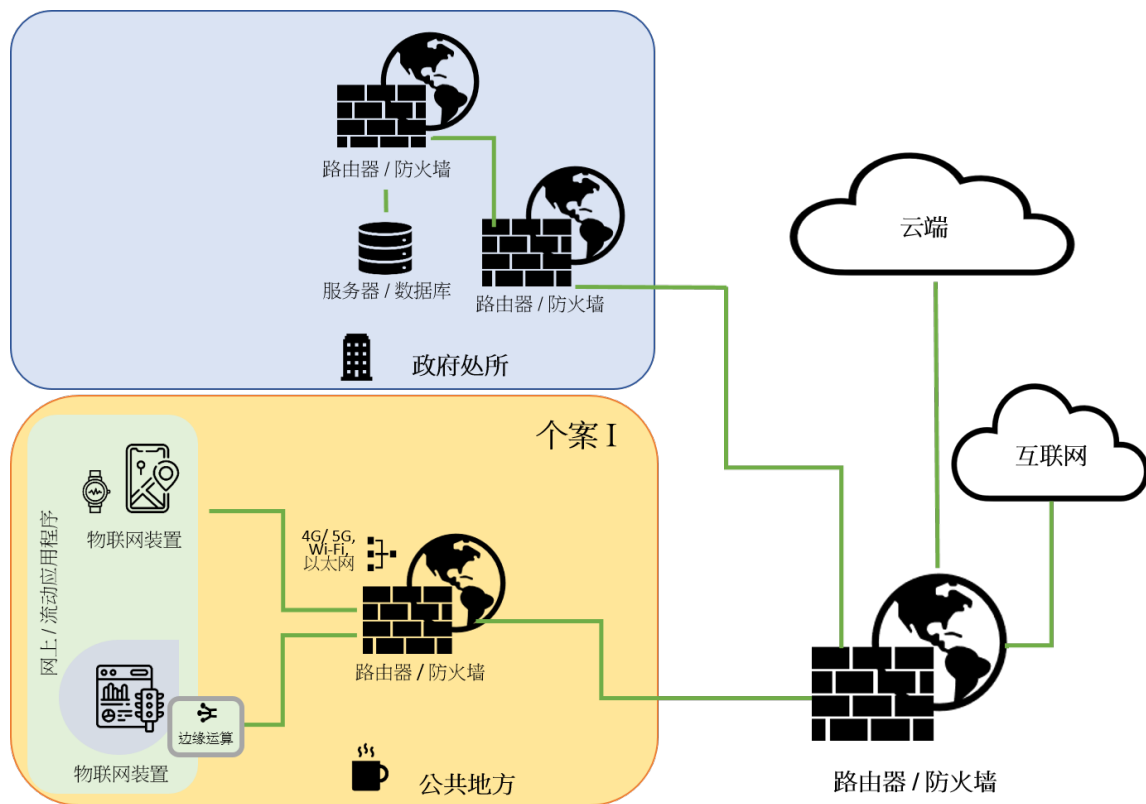 路由器 / 防火墙
服务器 / 数据库
路由器 / 防火墙
政府处所
云端
互联网
路由器 / 防火墙
个案 I
网上 / 流动应用程序
物联网装置
4G/ 5G,
Wi-Fi,
以太网
路由器 / 防火墙
边缘运算
物联网装置
公共地方